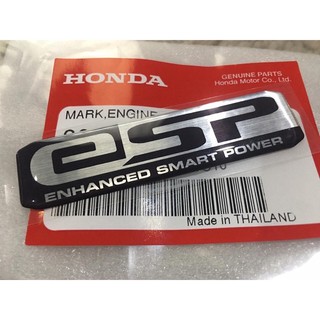 HONDA
GENUINE PARTS
Honda Motor Co., Ltd.
MARK, ENGINE
eSP
ENHANCED SMART POWER
Made in THAILAND